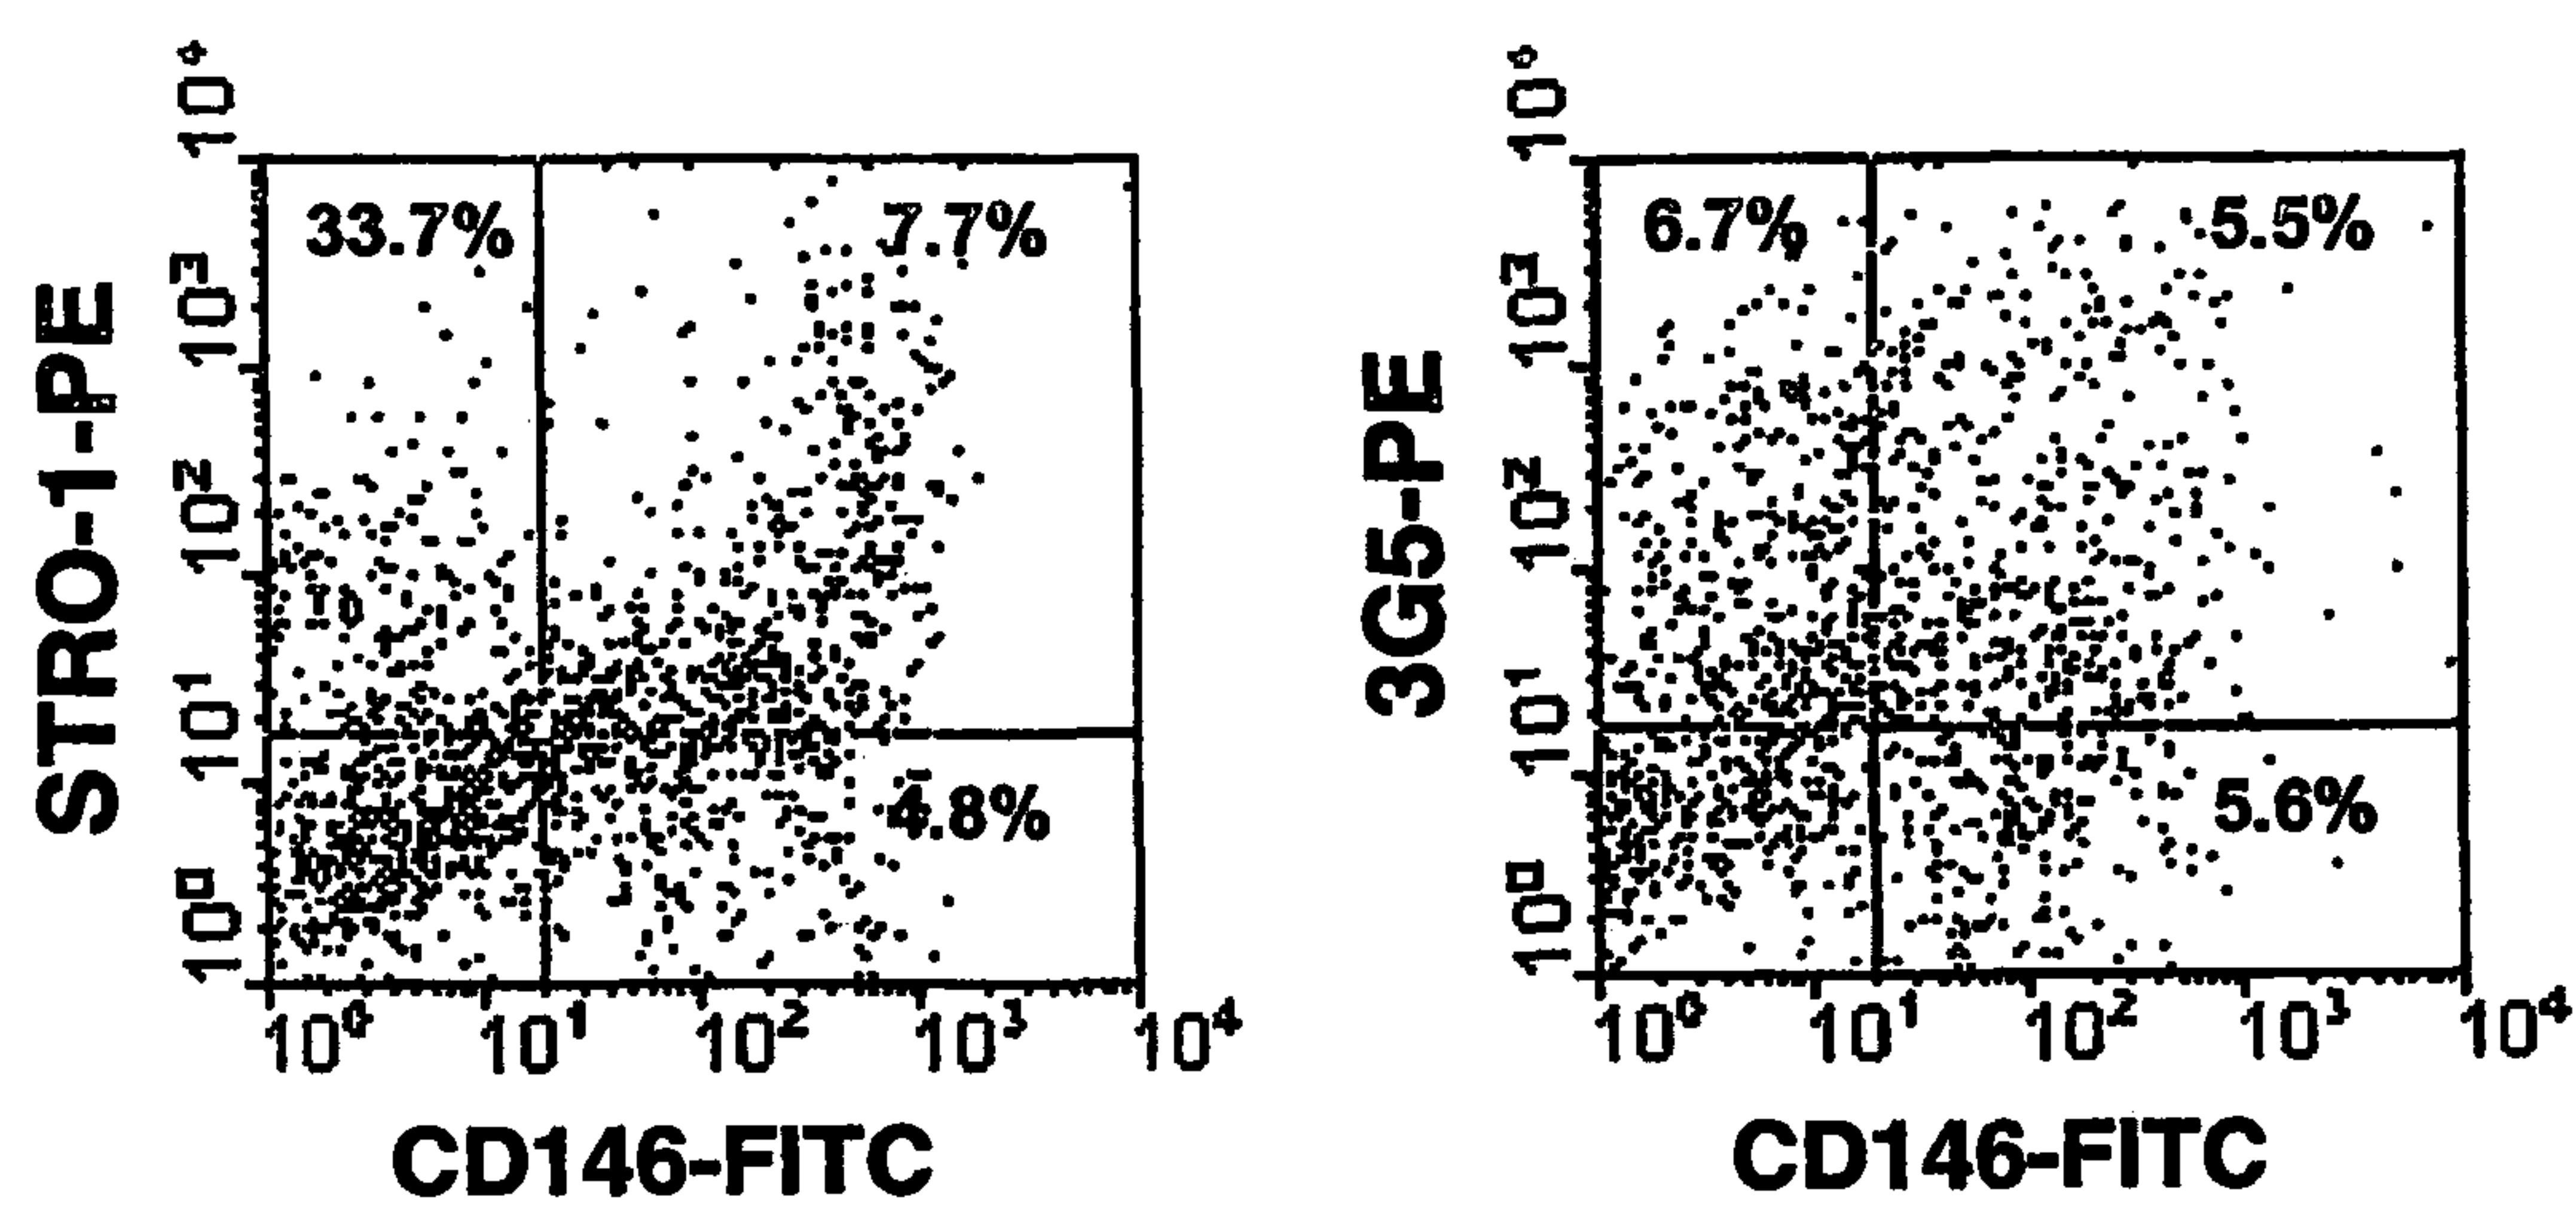 STRO-1-PE
10⁴
10³
10²
10¹
10⁰
33.7%
7.7%
4.8%
10⁰ 10¹ 10² 10³ 10⁴
CD146-FITC
3G5-PE
10⁴
10³
10²
10¹
10⁰
6.7%
5.5%
5.6%
10⁰ 10¹ 10² 10³ 10⁴
CD146-FITC